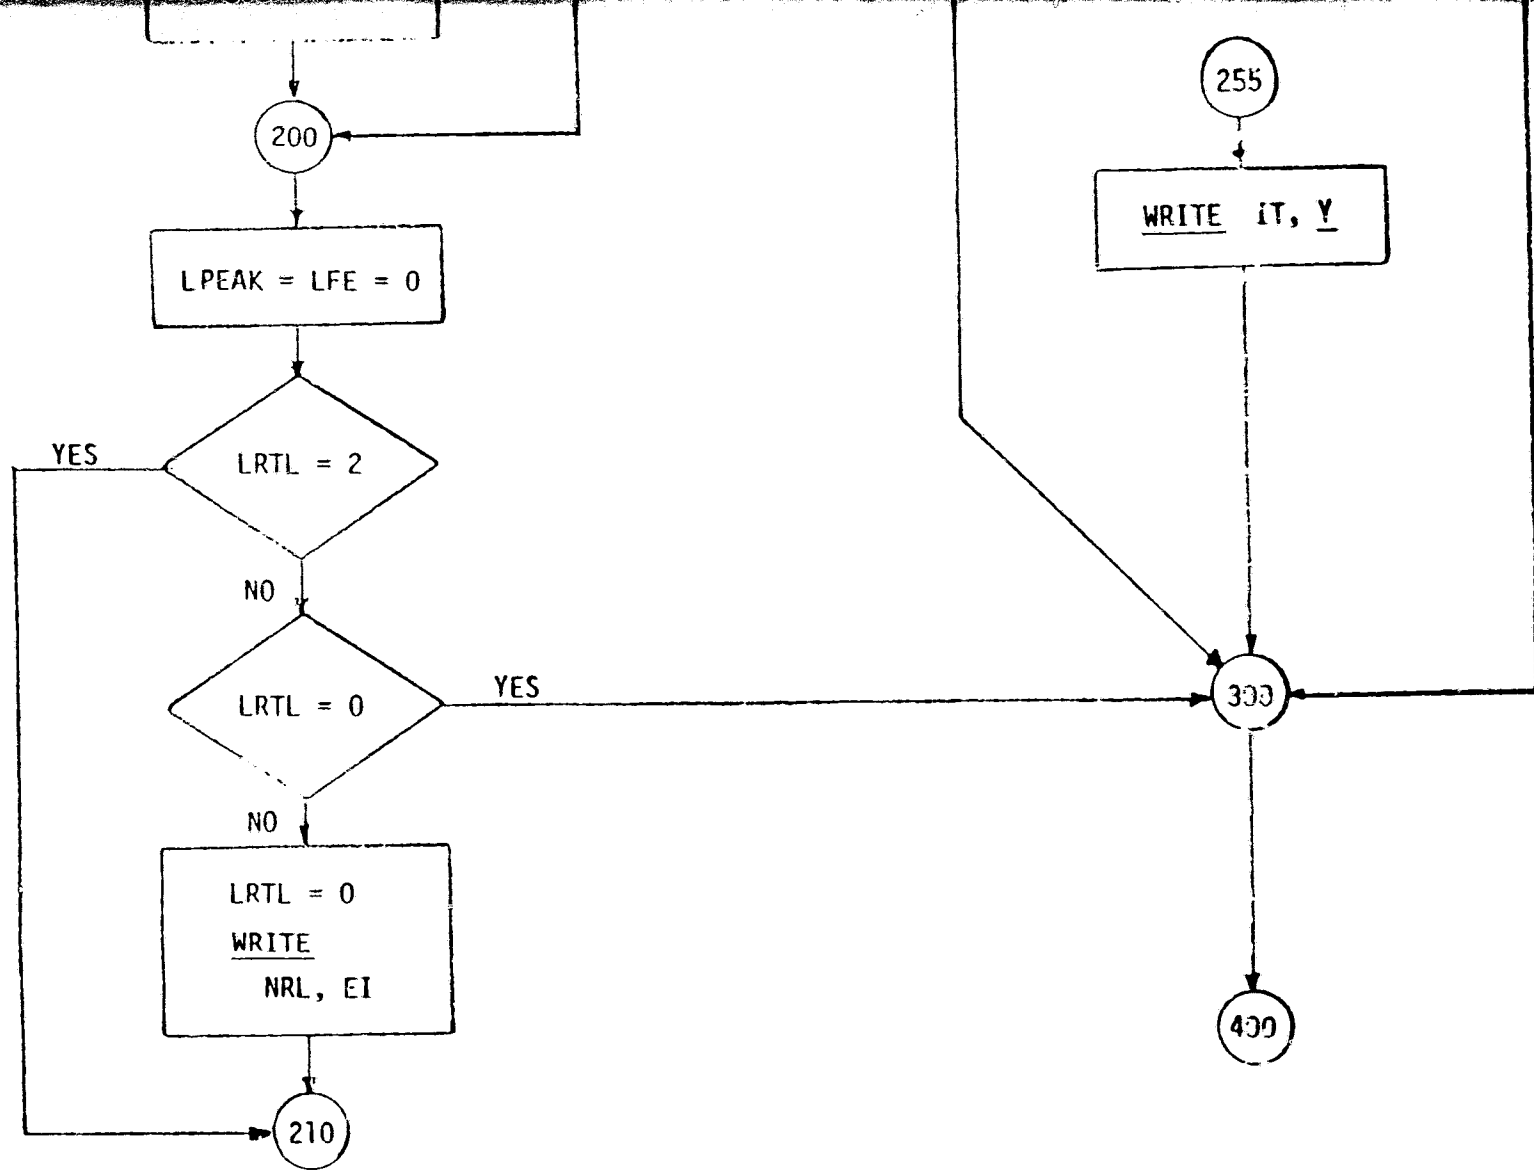 200
LPEAK = LFE = 0
YES
LRTL = 2
NO
LRTL = 0
YES
NO
LRTL = 0
WRITE
NRL, EI
210
255
WRITE IT, Y
300
400